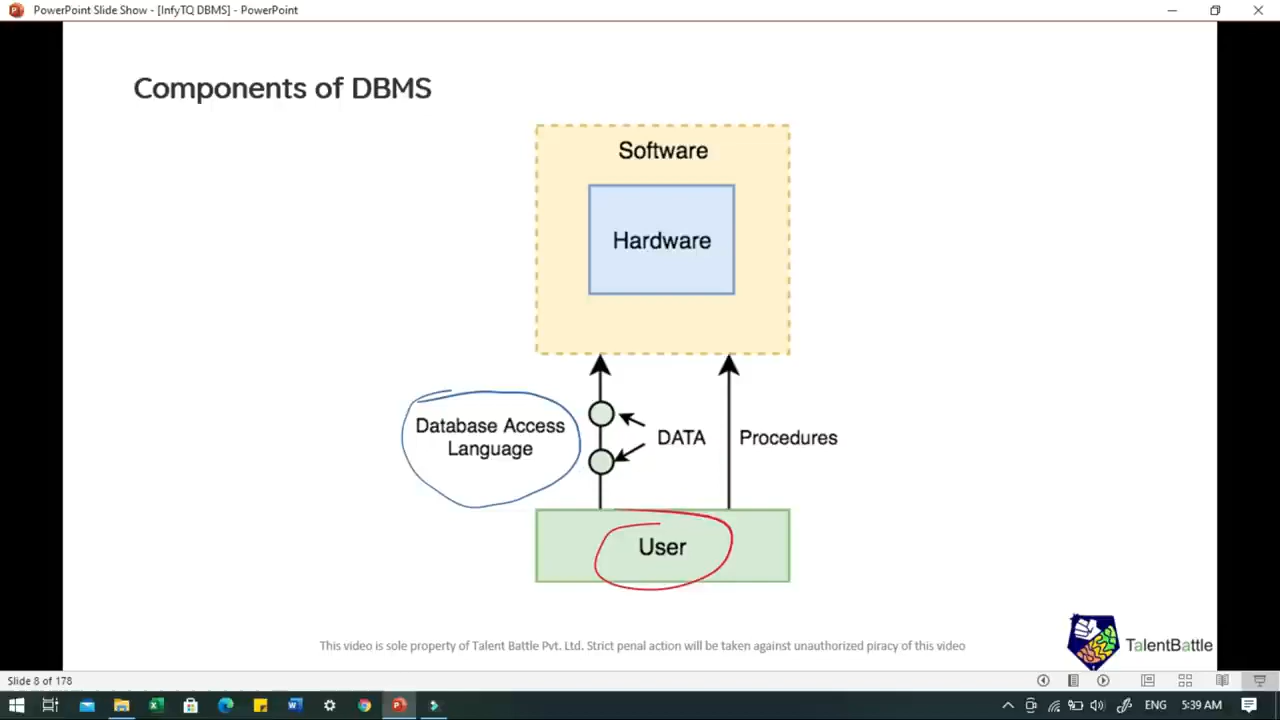 PowerPoint Slide Show - [InfyTQ DBMS] - PowerPoint
Components of DBMS
Software
Hardware
Database Access
Language
DATA
Procedures
User
This video is sole property of Talent Battle Pvt. Ltd. Strict penal action will be taken against unauthorized piracy of this video
TalentBattle
Slide 8 of 178
ENG
5:39 AM